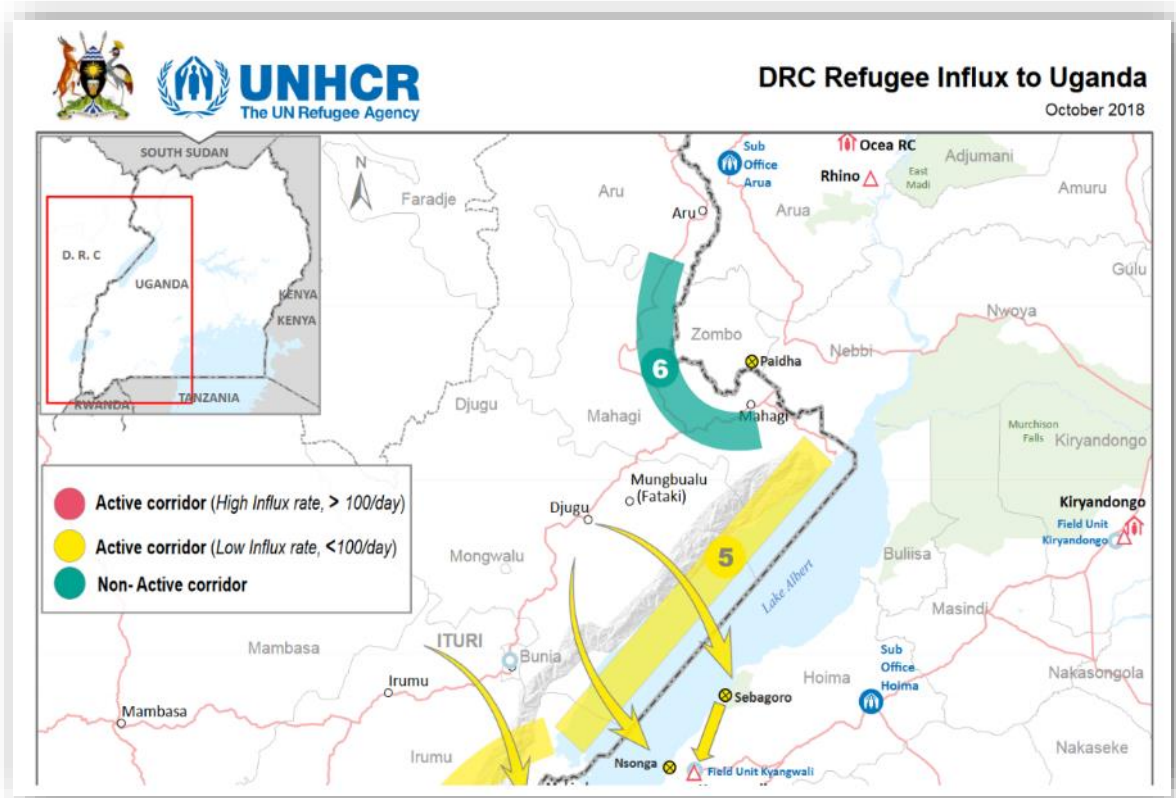 UNHCR
The UN Refugee Agency
DRC Refugee Influx to Uganda
October 2018
SOUTH SUDAN
D. R. C
UGANDA
KENYA
KENYA
RWANDA
TANZANIA
N
Faradje
Aru
Aru
Sub
Office
Arua
Ocea RC
Rhino
East
Madi
Adjumani
Amuru
Arua
Gulu
Nwoya
Zombo
Nebbi
Paidha
6
Djugu
Mahagi
Mahagi
Murchison
Falls
Kiryandongo
Active corridor (High Influx rate, > 100/day)
Active corridor (Low Influx rate, <100/day)
Non- Active corridor
Mungbualu
(Fataki)
Djugu
5
Kiryandongo
Field Unit
Kiryandongo
Mongwalu
Buliisa
Lake Albert
Masindi
Mambasa
ITURI
Bunia
Irumu
Mambasa
Sub
Office
Hoima
Hoima
Nakasongola
Sebagoro
Irumu
Nsonga
Field Unit Kyangwali
Nakaseke